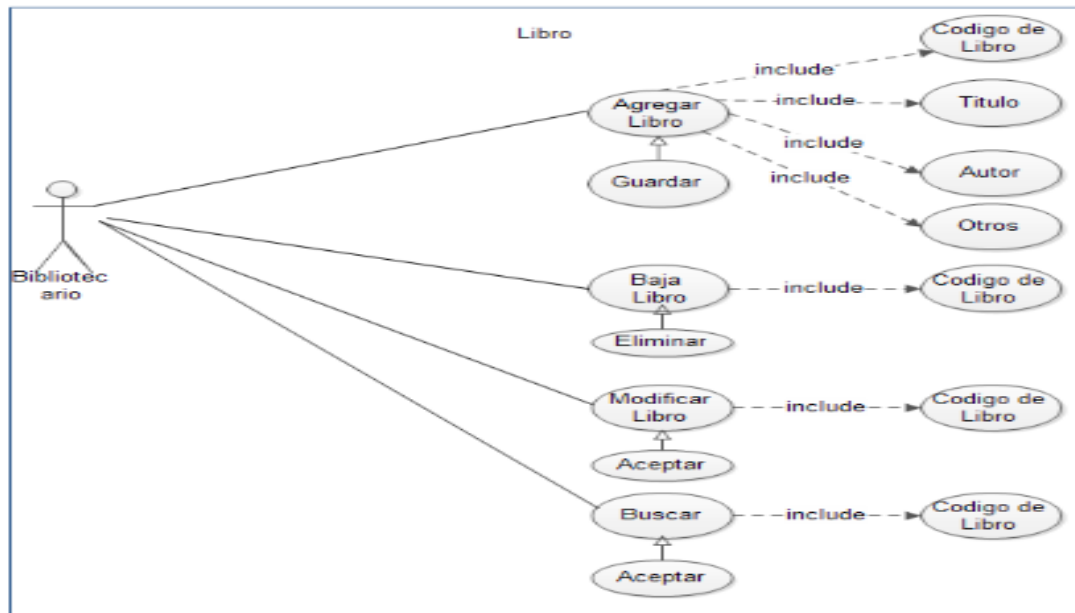 Libro
Codigo de
Libro
include
Agregar
Libro
include
Titulo
include
Autor
include
Guardar
Otros
Bibliotec
ario
Baja
Libro
include
Codigo de
Libro
Eliminar
Modificar
Libro
include
Codigo de
Libro
Aceptar
Buscar
include
Codigo de
Libro
Aceptar